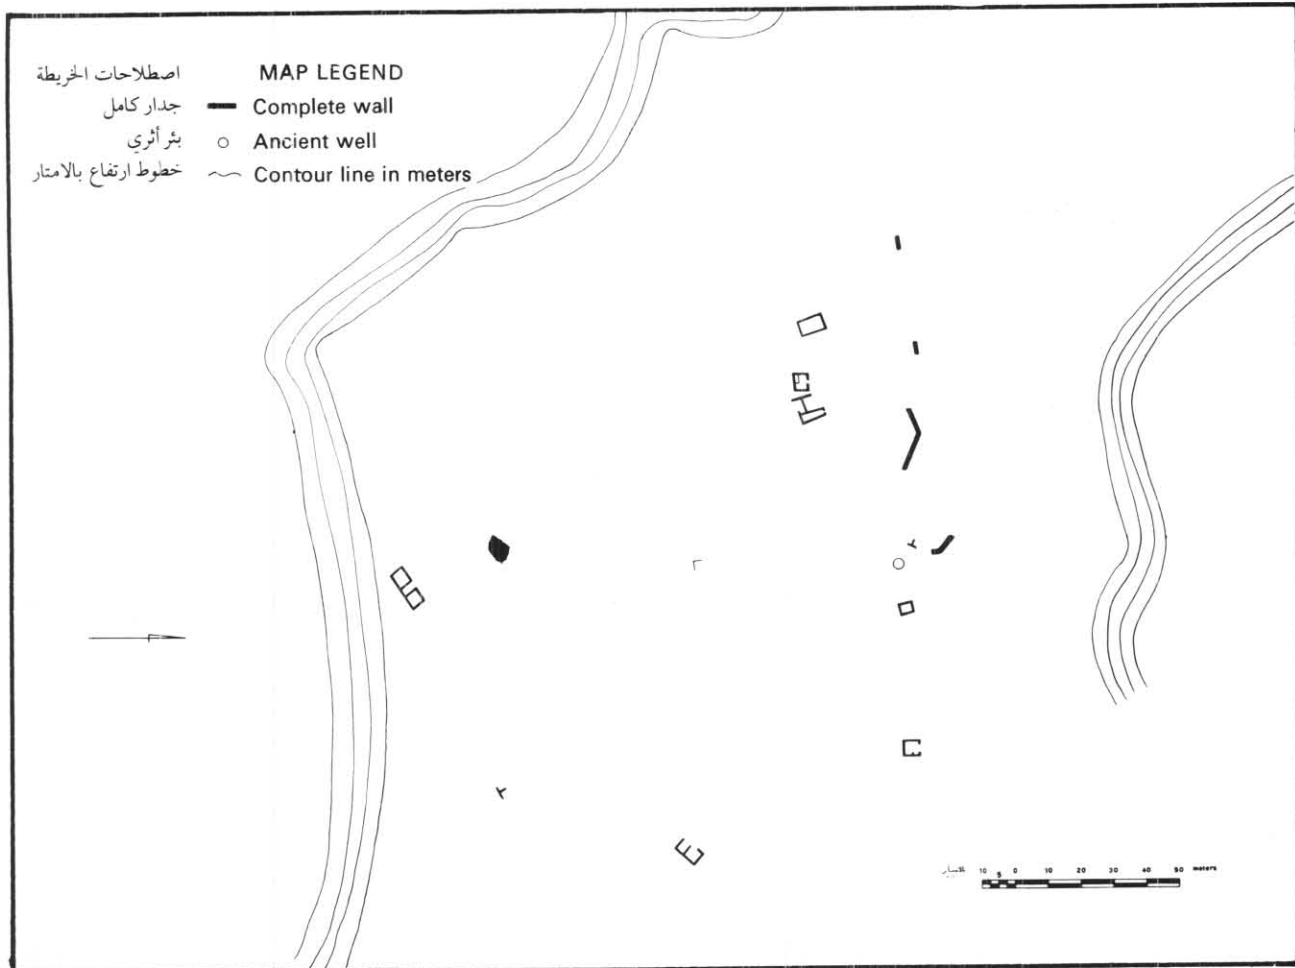 اصطلاحات الخريطة MAP LEGEND
جدار كامل Complete wall
بئر أثري Ancient well
خطوط ارتفاع بالامتار Contour line in meters
10 5 0 10 20 30 40 50 meters